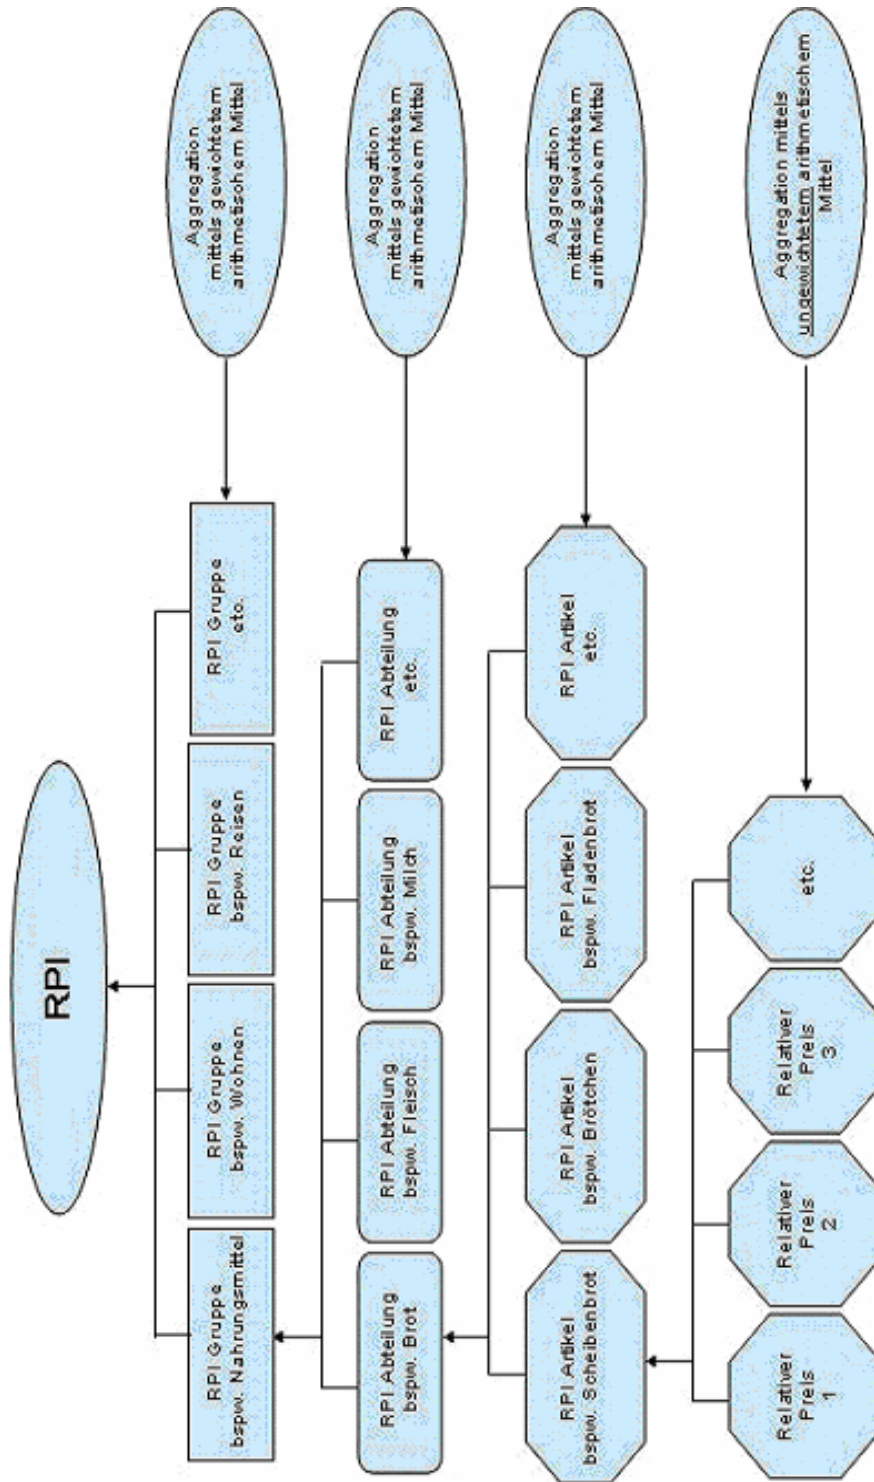 RPI
RPI Gruppe
bspw. Nahrungsmittel
RPI Gruppe
bspw. Wohnen
RPI Gruppe
bspw. Reisen
RPI Gruppe
etc.
Aggregation
mittels gewichtetem
arithmetischem Mittel
RPI Abteilung
bspw. Brot
RPI Abteilung
bspw. Fleisch
RPI Abteilung
bspw. Milch
RPI Abteilung
etc.
Aggregation
mittels gewichtetem
arithmetischem Mittel
RPI Artikel
bspw. Scheibenbrot
RPI Artikel
bspw. Brötchen
RPI Artikel
bspw. Fladenbrot
RPI Artikel
etc.
Aggregation
mittels gewichtetem
arithmetischem Mittel
Relativer
Preis
1
Relativer
Preis
2
Relativer
Preis
3
etc.
Aggregation mittels
ungewichtetem arithmetischem
Mittel